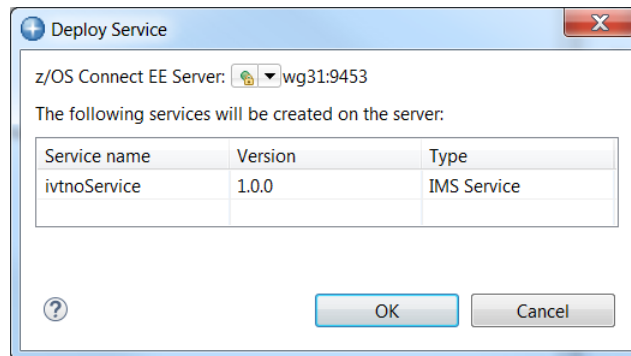 Deploy Service
z/OS Connect EE Server: wg31:9453
The following services will be created on the server:
Service name Version Type
ivtnoService 1.0.0 IMS Service
? OK Cancel